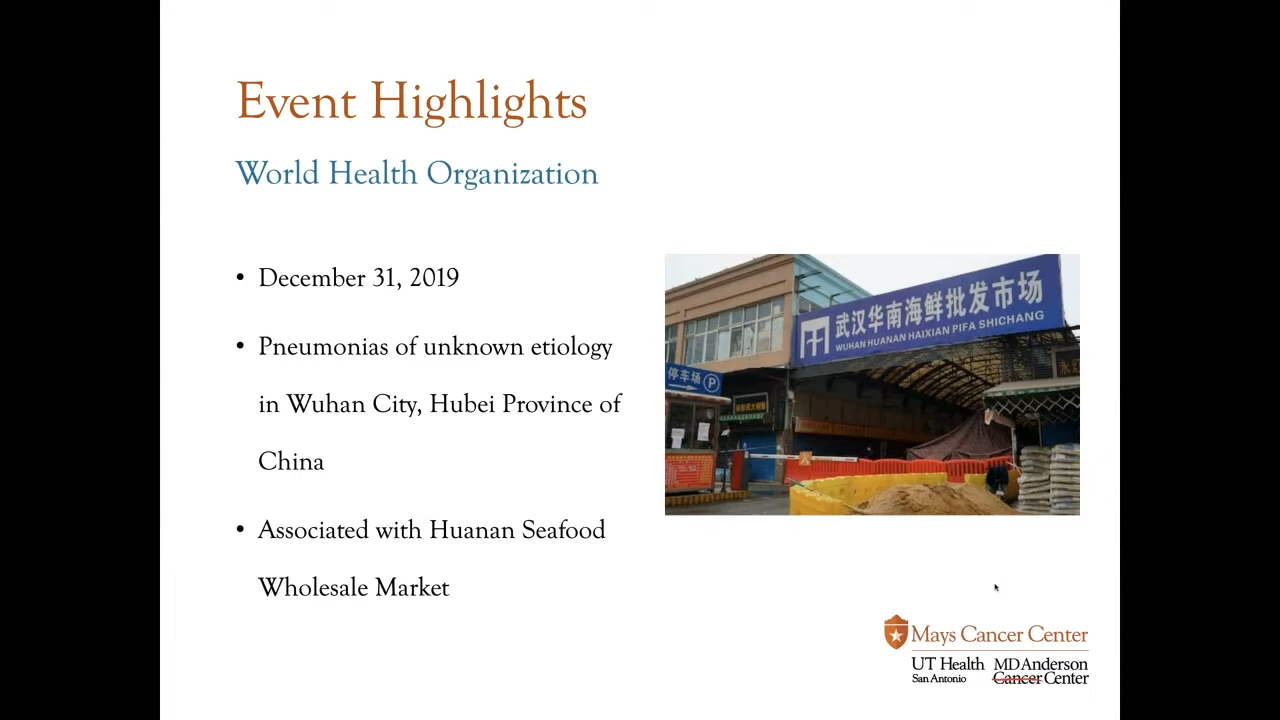 Event Highlights
World Health Organization
• December 31, 2019
• Pneumonias of unknown etiology
in Wuhan City, Hubei Province of
China
• Associated with Huanan Seafood
Wholesale Market
武汉华南海鲜批发市场
WUHAN HUANAN HAIXIAN PIFA SHICHANG
停车场 P
Mays Cancer Center
UT Health
San Antonio
MD Anderson
Cancer Center